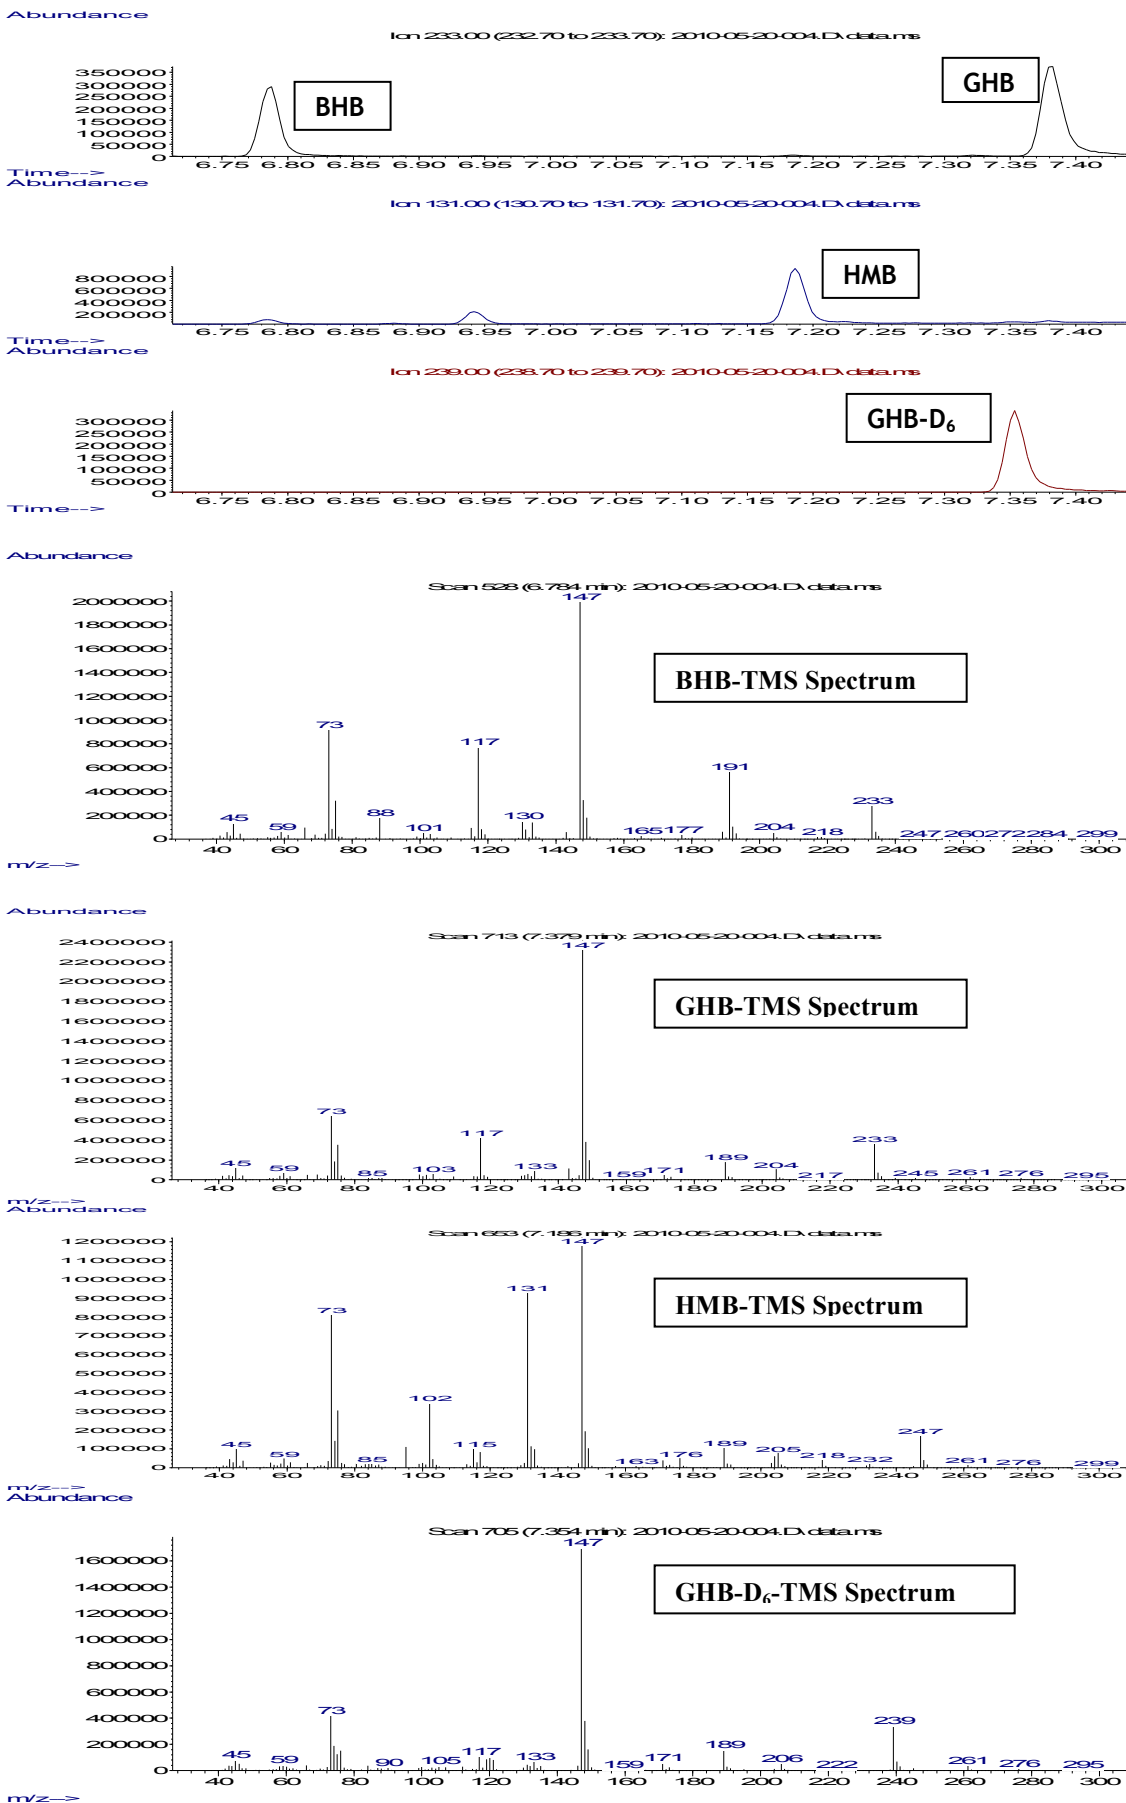 Abundance
Ion 233.00 (232.70 to 233.70): 2010-05-20-004.D\data.ms
350000
300000
250000
200000
150000
100000
50000
0
BHB
GHB
6.75 6.80 6.85 6.90 6.95 7.00 7.05 7.10 7.15 7.20 7.25 7.30 7.35 7.40
Time-->
Abundance
Ion 131.00 (130.70 to 131.70): 2010-05-20-004.D\data.ms
800000
600000
400000
200000
HMB
6.75 6.80 6.85 6.90 6.95 7.00 7.05 7.10 7.15 7.20 7.25 7.30 7.35 7.40
Time-->
Abundance
Ion 239.00 (238.70 to 239.70): 2010-05-20-004.D\data.ms
300000
250000
200000
150000
100000
50000
0
GHB-D₆
6.75 6.80 6.85 6.90 6.95 7.00 7.05 7.10 7.15 7.20 7.25 7.30 7.35 7.40
Time-->
Abundance
Scan 528 (6.784 min): 2010-05-20-004.D\data.ms
2000000
1800000
1600000
1400000
1200000
1000000
800000
600000
400000
200000
0
BHB-TMS Spectrum
45 59 73 88 101 117 130 147 165 177 191 204 218 233 247 260 272 284 299
40 60 80 100 120 140 160 180 200 220 240 260 280 300
m/z-->
Abundance
Scan 713 (7.379 min): 2010-05-20-004.D\data.ms
2400000
2200000
2000000
1800000
1600000
1400000
1200000
1000000
800000
600000
400000
200000
0
GHB-TMS Spectrum
45 59 73 85 103 117 133 147 159 171 189 204 217 233 245 261 276 295
40 60 80 100 120 140 160 180 200 220 240 260 280 300
m/z-->
Abundance
Scan 653 (7.186 min): 2010-05-20-004.D\data.ms
1200000
1100000
1000000
900000
800000
700000
600000
500000
400000
300000
200000
100000
0
HMB-TMS Spectrum
45 59 73 85 102 115 131 147 163 176 189 205 218 232 247 261 276 299
40 60 80 100 120 140 160 180 200 220 240 260 280 300
m/z-->
Abundance
Scan 705 (7.354 min): 2010-05-20-004.D\data.ms
1600000
1400000
1200000
1000000
800000
600000
400000
200000
0
GHB-D₆-TMS Spectrum
45 59 73 90 105 117 133 147 159 171 189 206 222 239 261 276 295
40 60 80 100 120 140 160 180 200 220 240 260 280 300
m/z-->